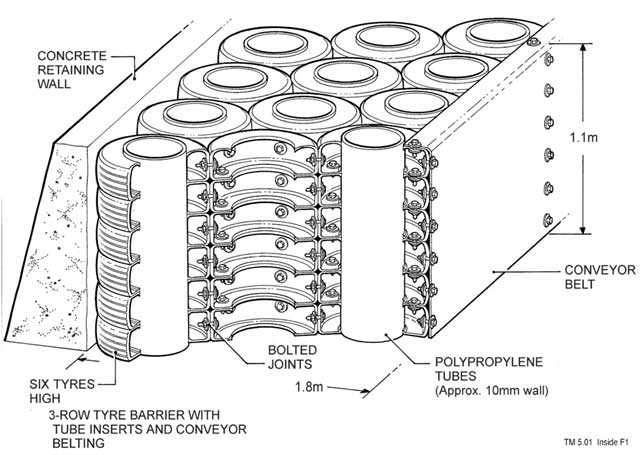 CONCRETE
RETAINING
WALL
1.1m
CONVEYOR
BELT
BOLTED
JOINTS
1.8m
POLYPROPYLENE
TUBES
(Approx. 10mm wall)
SIX TYRES
HIGH
3-ROW TYRE BARRIER WITH
TUBE INSERTS AND CONVEYOR
BELTING
TM 5.01 Inside F1